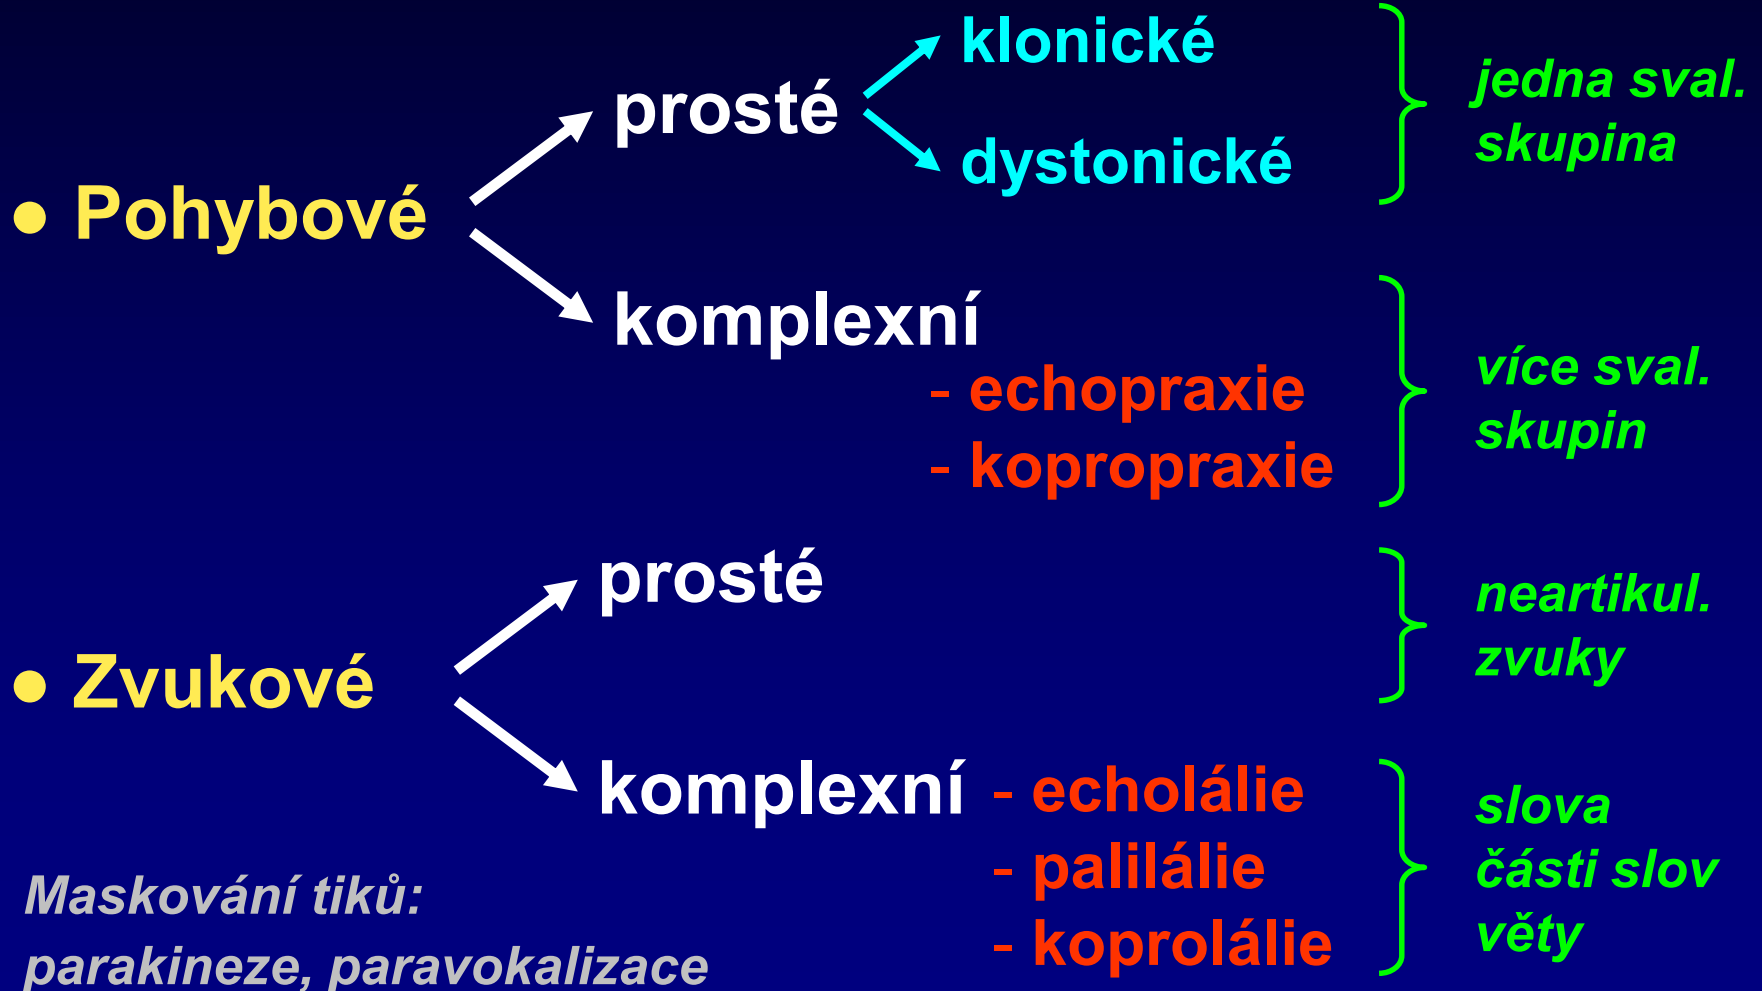 klonické
prosté
dystonické
jedna sval.
skupina
● Pohybové
komplexní
- echopraxie
- kopropraxie
více sval.
skupin
prosté
neartikul.
zvuky
● Zvukové
komplexní - echolálie
- palilálie
- koprolálie
slova
části slov
věty
Maskování tiků:
parakineze, paravokalizace